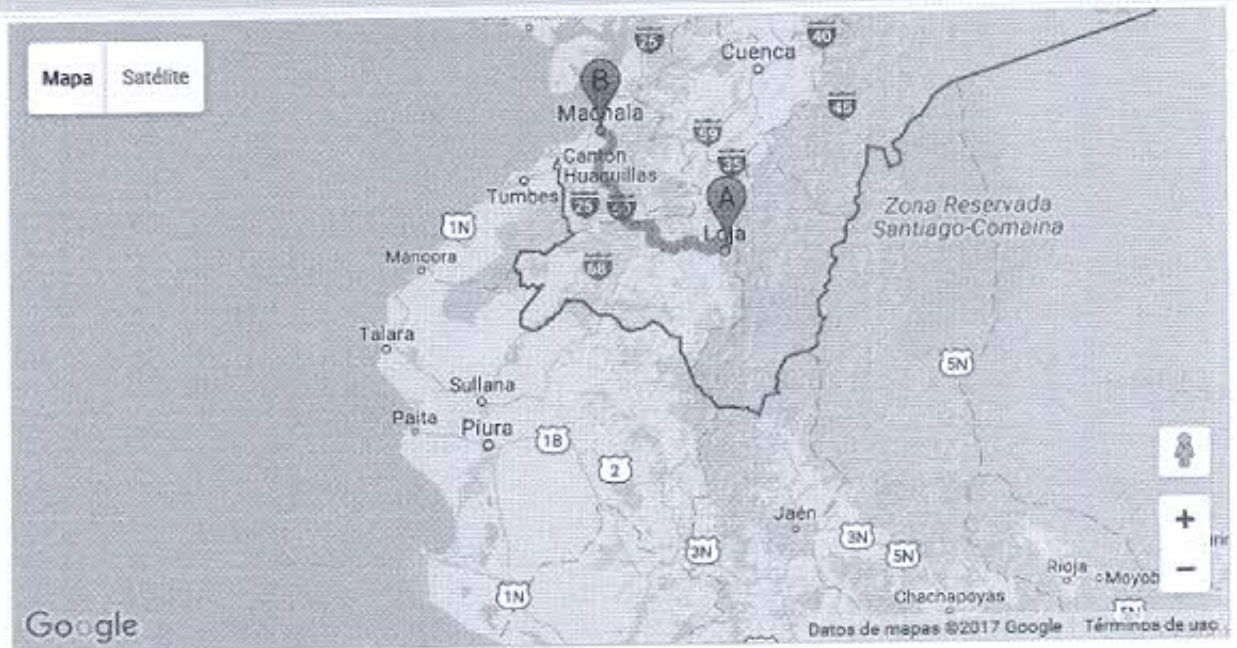 Mapa Satélite
25
40
Cuenca
B
Machala
45
59
35
Cantón
Huaquillas
A
Tumbes
25
50
Zona Reservada
Santiago-Comaina
1N
Loja
Máncora
68
Talara
5N
Sullana
Paita
Piura
1B
2
Jaén
3N
3N
5N
Rioja
Moyob
1N
Chachapoyas
5N
Google
Datos de mapas ©2017 Google Términos de uso
+
−